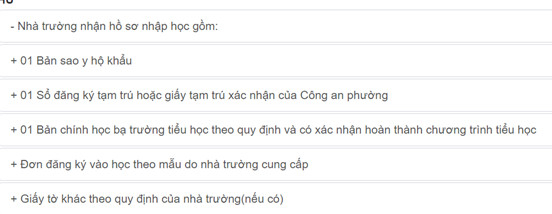 - Nhà trường nhận hồ sơ nhập học gồm:
+ 01 Bản sao y hộ khẩu
+ 01 Sổ đăng ký tạm trú hoặc giấy tạm trú xác nhận của Công an phường
+ 01 Bản chính học bạ trường tiểu học theo quy định và có xác nhận hoàn thành chương trình tiểu học
+ Đơn đăng ký vào học theo mẫu do nhà trường cung cấp
+ Giấy tờ khác theo quy định của nhà trường(nếu có)